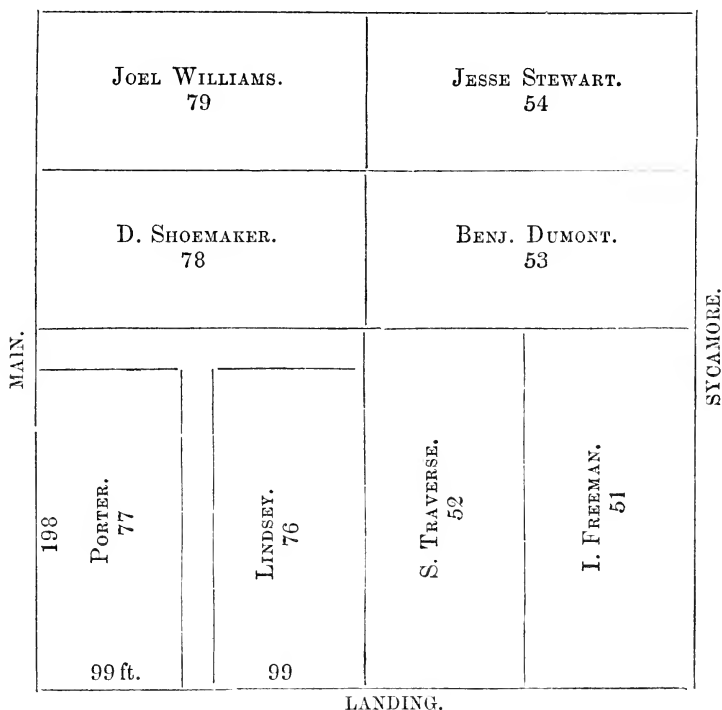 JOEL WILLIAMS.
79
JESSE STEWART.
54
D. SHOEMAKER.
78
BENJ. DUMONT.
53
MAIN.
SYCAMORE.
198
PORTER.
77
LINDSEY.
76
S. TRAVERSE.
52
I. FREEMAN.
51
99 ft.
99
LANDING.